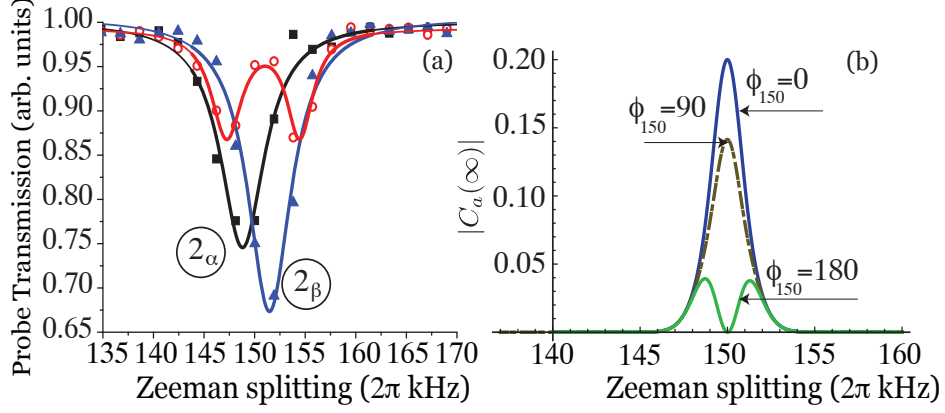 Probe Transmission (arb. units)
1.00
0.95
0.90
0.85
0.80
0.75
0.70
0.65
(a)
2α
2β
135 140 145 150 155 160 165 170
Zeeman splitting (2π kHz)
|Cₐ(∞)|
0.20
0.15
0.10
0.05
(b)
ϕ₁₅₀=0
ϕ₁₅₀=90
ϕ₁₅₀=180
140 145 150 155 160
Zeeman splitting (2π kHz)